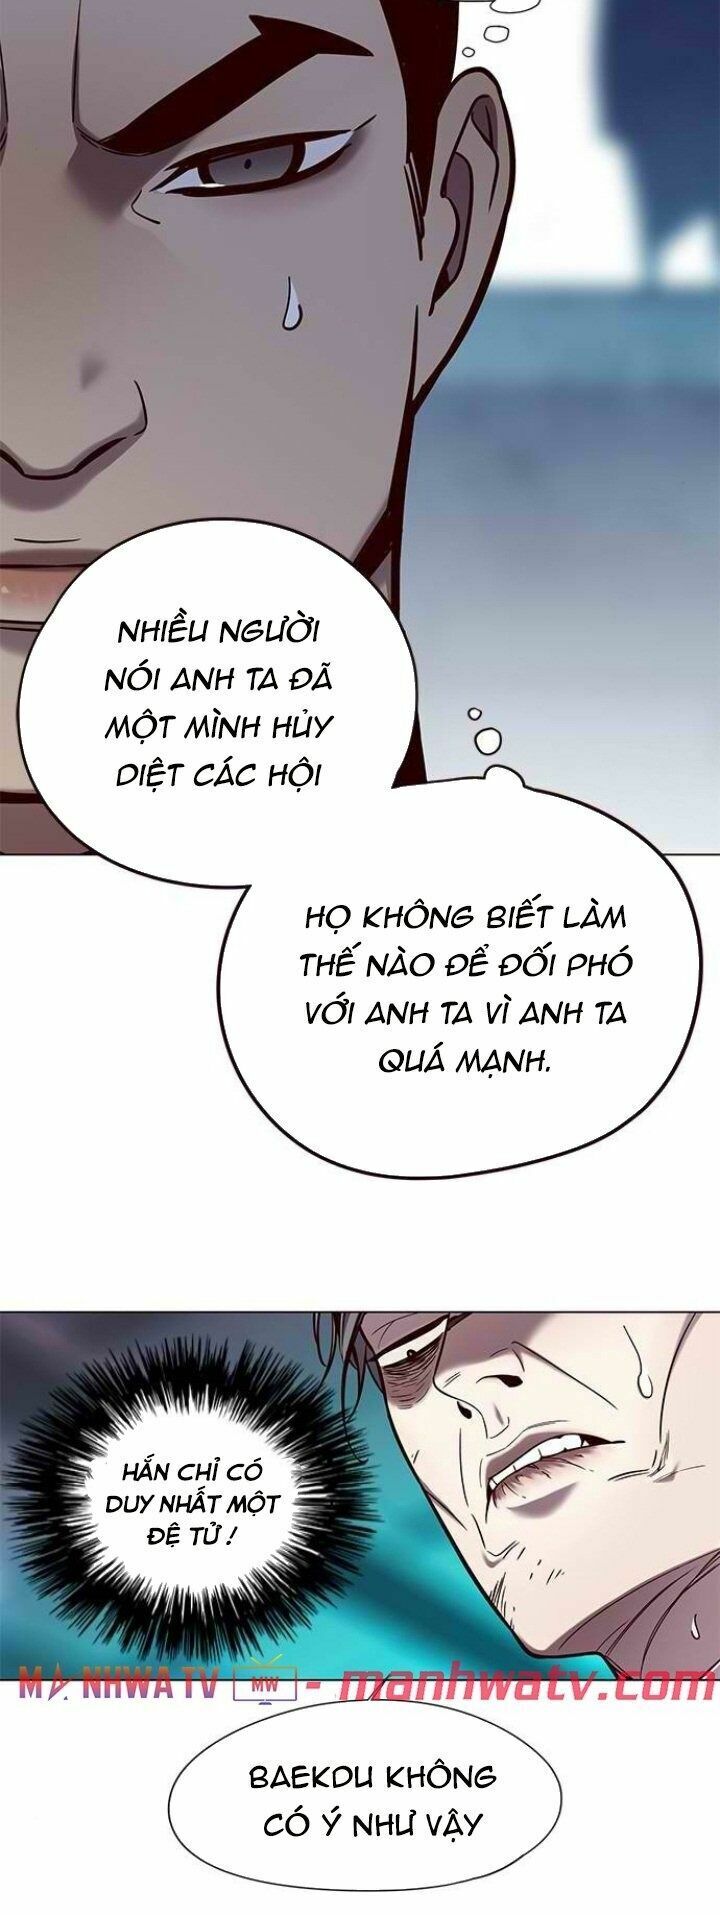 NHIỀU NGƯỜI
NÓI ANH TA ĐÃ
MỘT MÌNH HỦY
DIỆT CÁC HỘI
HỌ KHÔNG BIẾT LÀM
THẾ NÀO ĐỂ ĐỐI PHÓ
VỚI ANH TA VÌ ANH TA
QUÁ MẠNH.
HẮN CHỈ CÓ
DUY NHẤT MỘT
ĐỆ TỬ !
MANHWATV MW - manhwatv.com
BAEKDU KHÔNG
CÓ Ý NHƯ VẬY